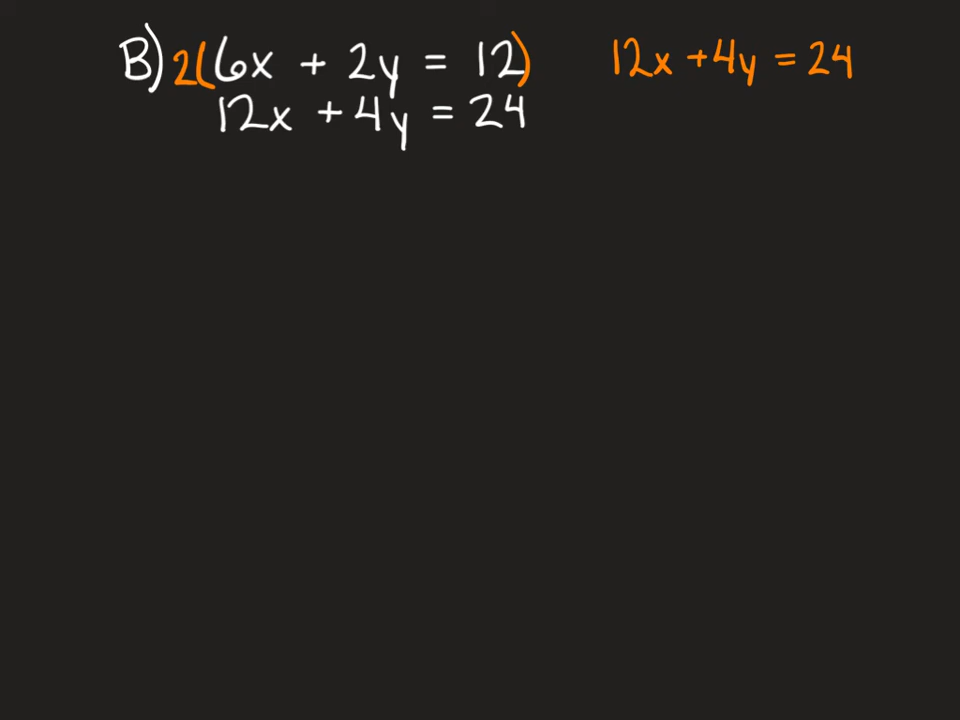 B) 2(6x + 2y = 12) 12x + 4y = 24
12x + 4y = 24